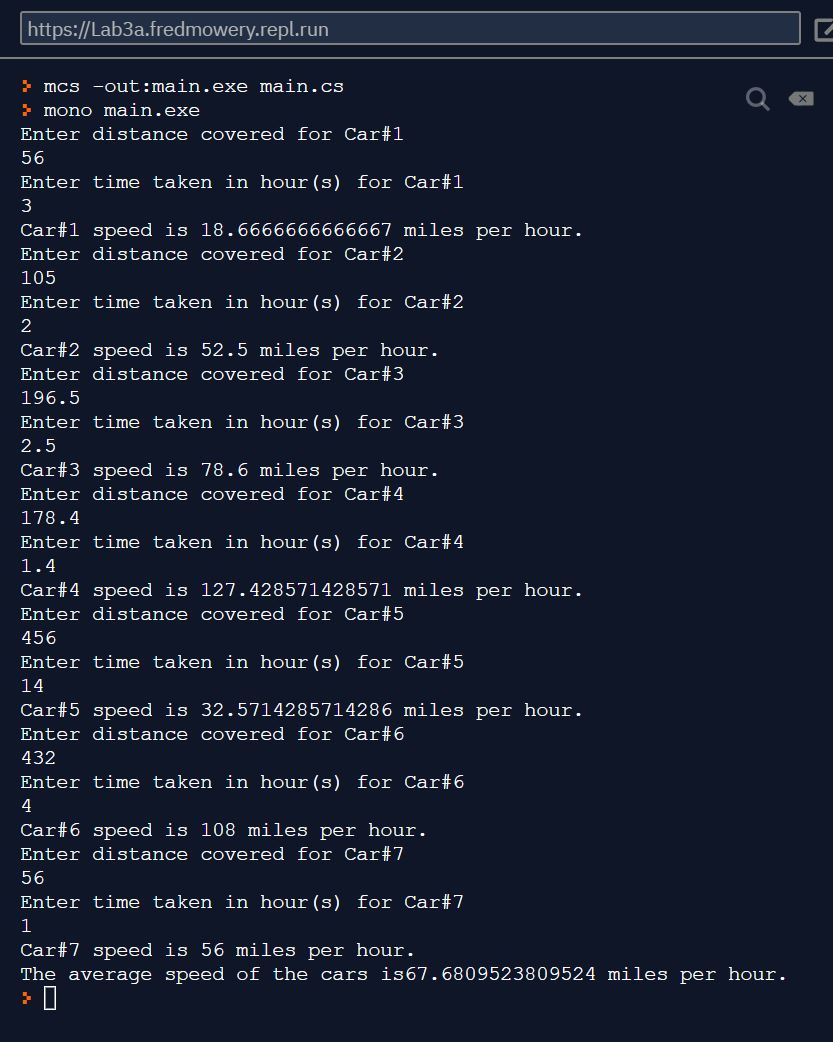 https://Lab3a.fredmowery.repl.run
mcs -out:main.exe main.cs
mono main.exe
Enter distance covered for Car#1
56
Enter time taken in hour(s) for Car#1
3
Car#1 speed is 18.6666666666667 miles per hour.
Enter distance covered for Car#2
105
Enter time taken in hour(s) for Car#2
2
Car#2 speed is 52.5 miles per hour.
Enter distance covered for Car#3
196.5
Enter time taken in hour(s) for Car#3
2.5
Car#3 speed is 78.6 miles per hour.
Enter distance covered for Car#4
178.4
Enter time taken in hour(s) for Car#4
1.4
Car#4 speed is 127.428571428571 miles per hour.
Enter distance covered for Car#5
456
Enter time taken in hour(s) for Car#5
14
Car#5 speed is 32.5714285714286 miles per hour.
Enter distance covered for Car#6
432
Enter time taken in hour(s) for Car#6
4
Car#6 speed is 108 miles per hour.
Enter distance covered for Car#7
56
Enter time taken in hour(s) for Car#7
1
Car#7 speed is 56 miles per hour.
The average speed of the cars is67.6809523809524 miles per hour.